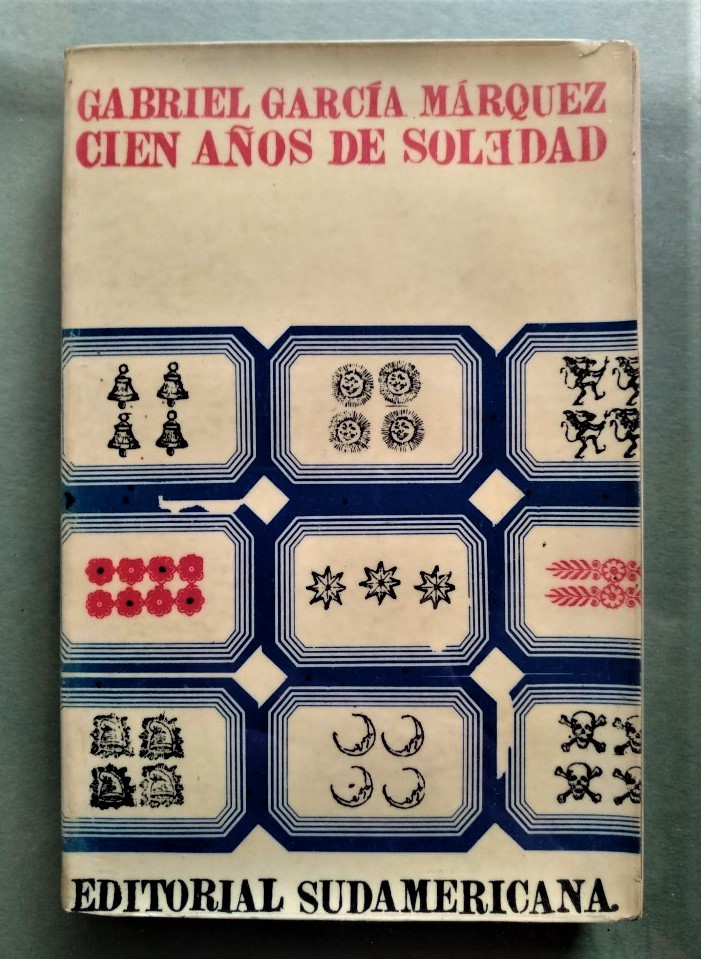 GABRIEL GARCÍA MÁRQUEZ
CIEN AÑOS DE SOLƎDAD
EDITORIAL SUDAMERICANA.